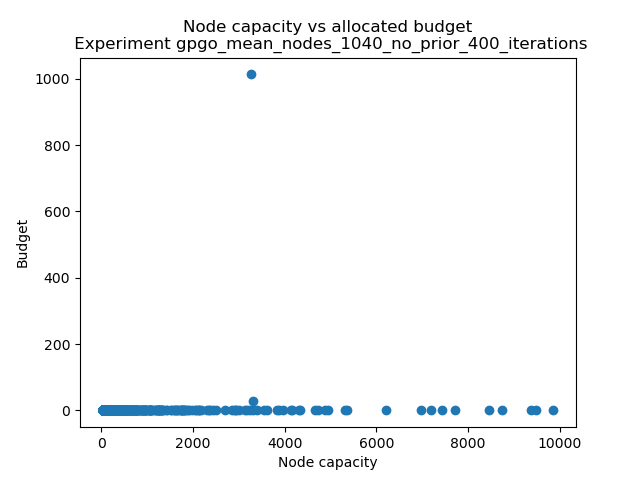 Node capacity vs allocated budget
Experiment gpgo_mean_nodes_1040_no_prior_400_iterations
1000
800
600
400
200
0
Budget
0 2000 4000 6000 8000 10000
Node capacity